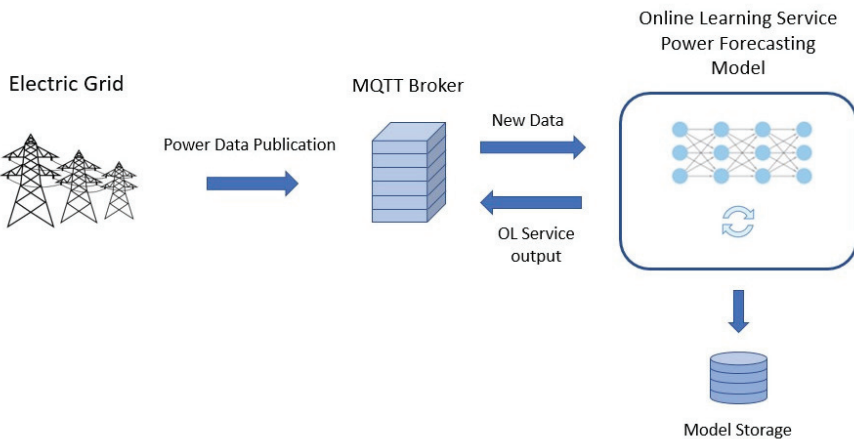 Online Learning Service
Power Forecasting
Model
Electric Grid
MQTT Broker
Power Data Publication
New Data
OL Service
output
Model Storage